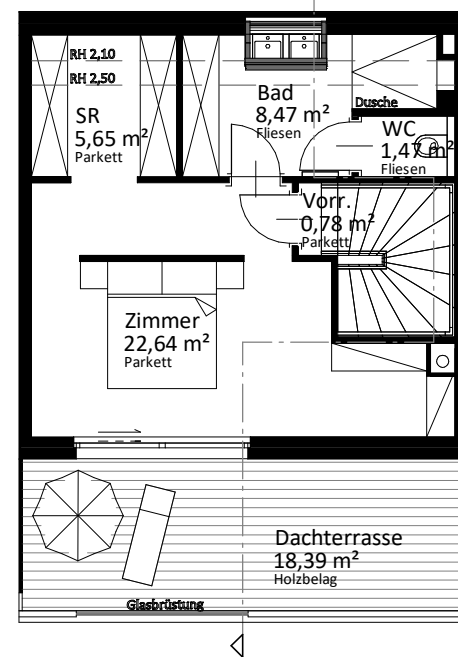 RH 2,10
RH 2,50
SR
5,65 m²
Parkett
Bad
8,47 m²
Fliesen
Dusche
WC
1,47 m²
Fliesen
Vorr.
0,78 m²
Parkett
Zimmer
22,64 m²
Parkett
Dachterrasse
18,39 m²
Holzbelag
Glasbrüstung